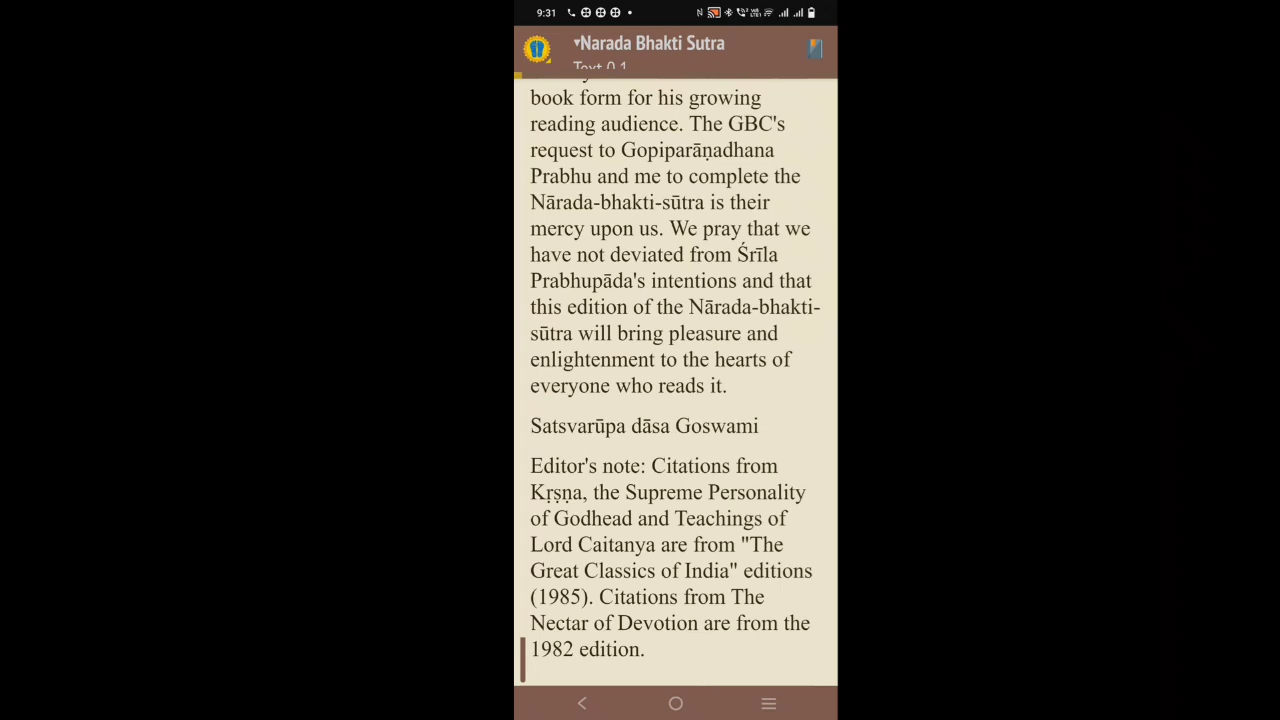 9:31
▾Narada Bhakti Sutra
Text 0.1
book form for his growing
reading audience. The GBC's
request to Gopiparāṇadhana
Prabhu and me to complete the
Nārada-bhakti-sūtra is their
mercy upon us. We pray that we
have not deviated from Śrīla
Prabhupāda's intentions and that
this edition of the Nārada-bhakti-
sūtra will bring pleasure and
enlightenment to the hearts of
everyone who reads it.
Satsvarūpa dāsa Goswami
Editor's note: Citations from
Kṛṣṇa, the Supreme Personality
of Godhead and Teachings of
Lord Caitanya are from "The
Great Classics of India" editions
(1985). Citations from The
Nectar of Devotion are from the
1982 edition.